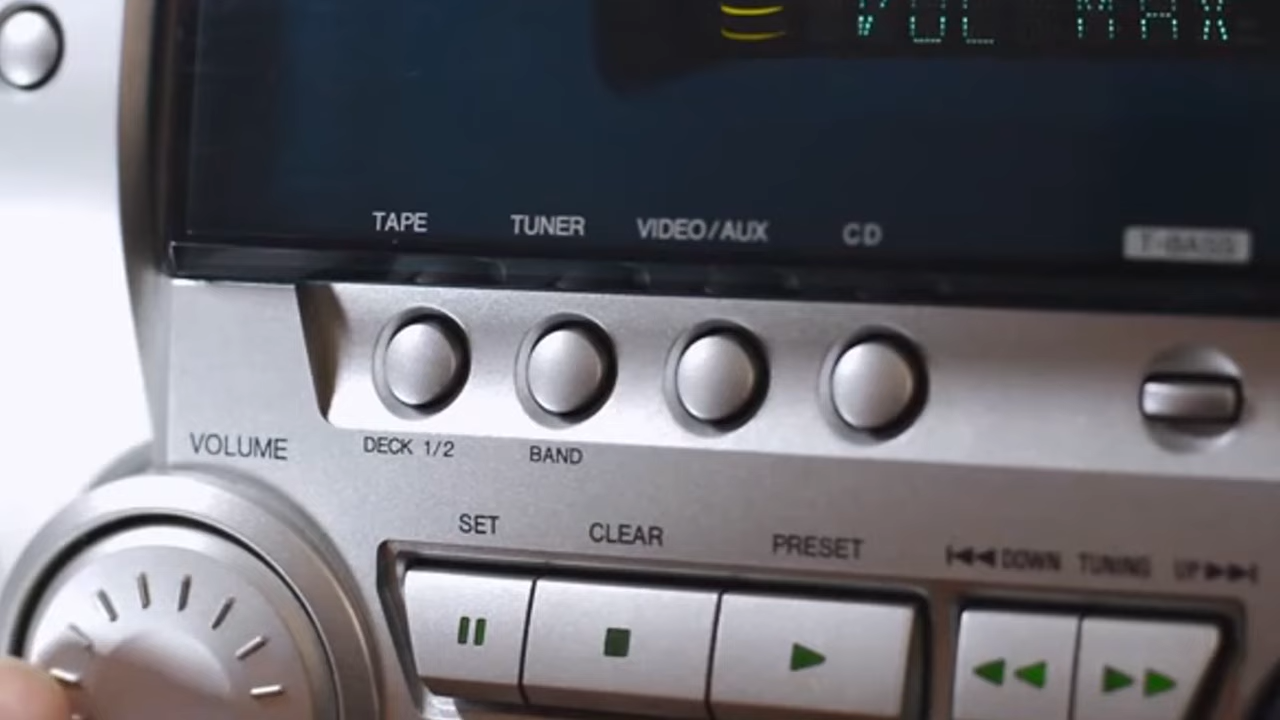 VOL MAX
TAPE TUNER VIDEO/AUX CD T-BASS
VOLUME DECK 1/2 BAND
SET CLEAR PRESET DOWN TUNING UP